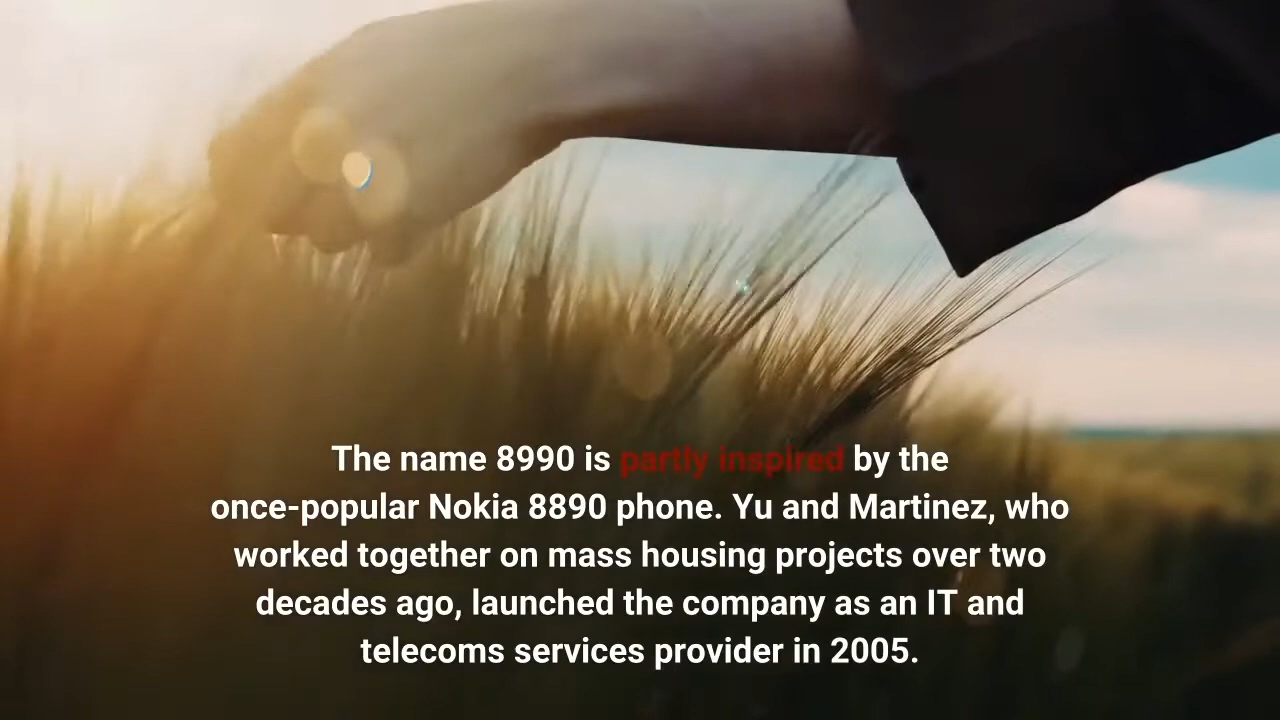 The name 8990 is partly inspired by the
once-popular Nokia 8890 phone. Yu and Martinez, who
worked together on mass housing projects over two
decades ago, launched the company as an IT and
telecoms services provider in 2005.